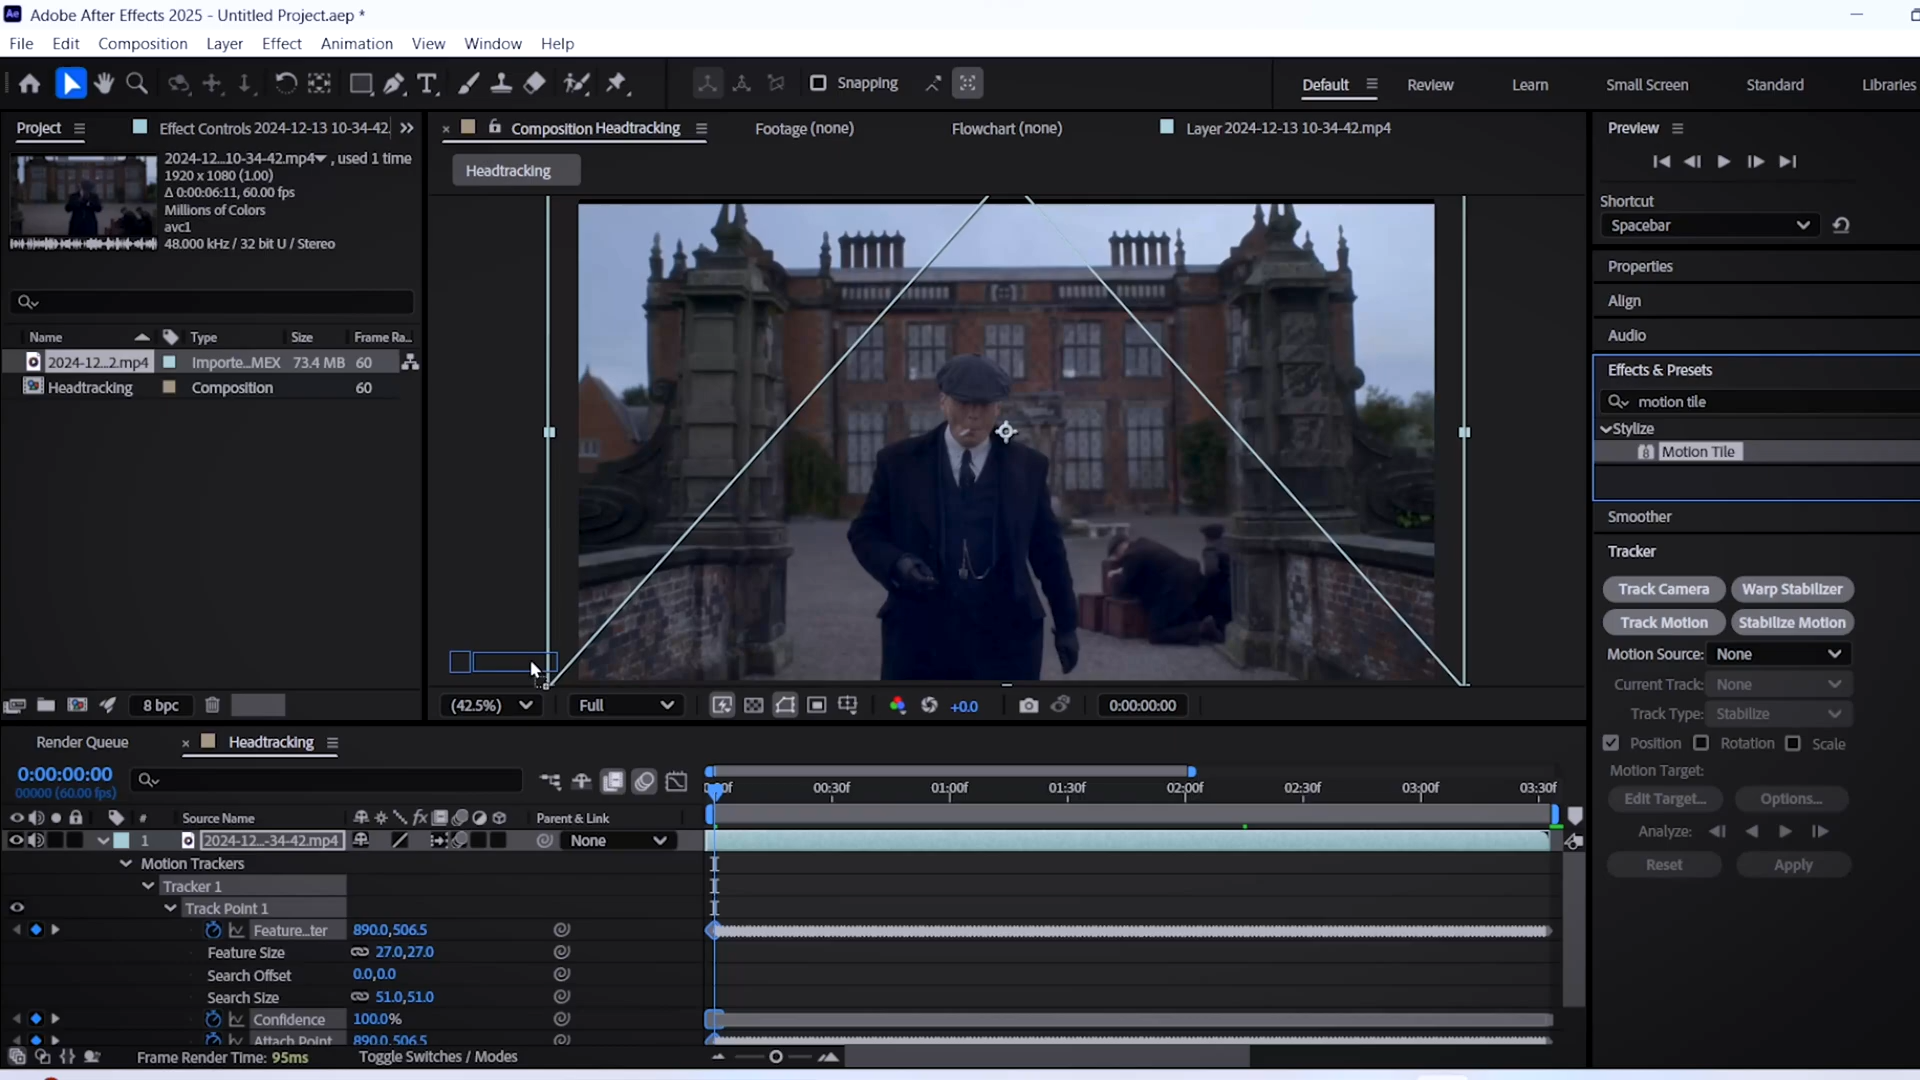 Adobe After Effects 2025 - Untitled Project.aep *
File Edit Composition Layer Effect Animation View Window Help
Snapping
Default Review Learn Small Screen Standard Libraries
Project Effect Controls 2024-12-13 10-34-42.
Composition Headtracking Footage (none) Flowchart (none) Layer 2024-12-13 10-34-42.mp4
Headtracking
2024-12...10-34-42.mp4 , used 1 time
1920 x 1080 (1.00)
Δ 0:00:06:11, 60.00 fps
Millions of Colors
avc1
48.000 kHz / 32 bit U / Stereo
Name Type Size Frame Ra...
2024-12...2.mp4 Importe...MEX 73.4 MB 60
Headtracking Composition 60
8 bpc
(42.5%) Full +0.0 0:00:00:00
Preview
Shortcut
Spacebar
Properties
Align
Audio
Effects & Presets
motion tile
Stylize
8 Motion Tile
Smoother
Tracker
Track Camera Warp Stabilizer
Track Motion Stabilize Motion
Motion Source: None
Current Track: None
Track Type: Stabilize
Position Rotation Scale
Motion Target:
Edit Target... Options...
Analyze:
Reset Apply
Render Queue Headtracking
0:00:00:00
00000 (60.00 fps)
00:30f 01:00f 01:30f 02:00f 02:30f 03:00f 03:30f
# Source Name fx Parent & Link
1 2024-12...-34-42.mp4 None
Motion Trackers
Tracker 1
Track Point 1
Feature...ter 890.0,506.5
Feature Size 27.0,27.0
Search Offset 0.0,0.0
Search Size 51.0,51.0
Confidence 100.0%
Attach Point 890.0,506.5
Frame Render Time: 95ms Toggle Switches / Modes